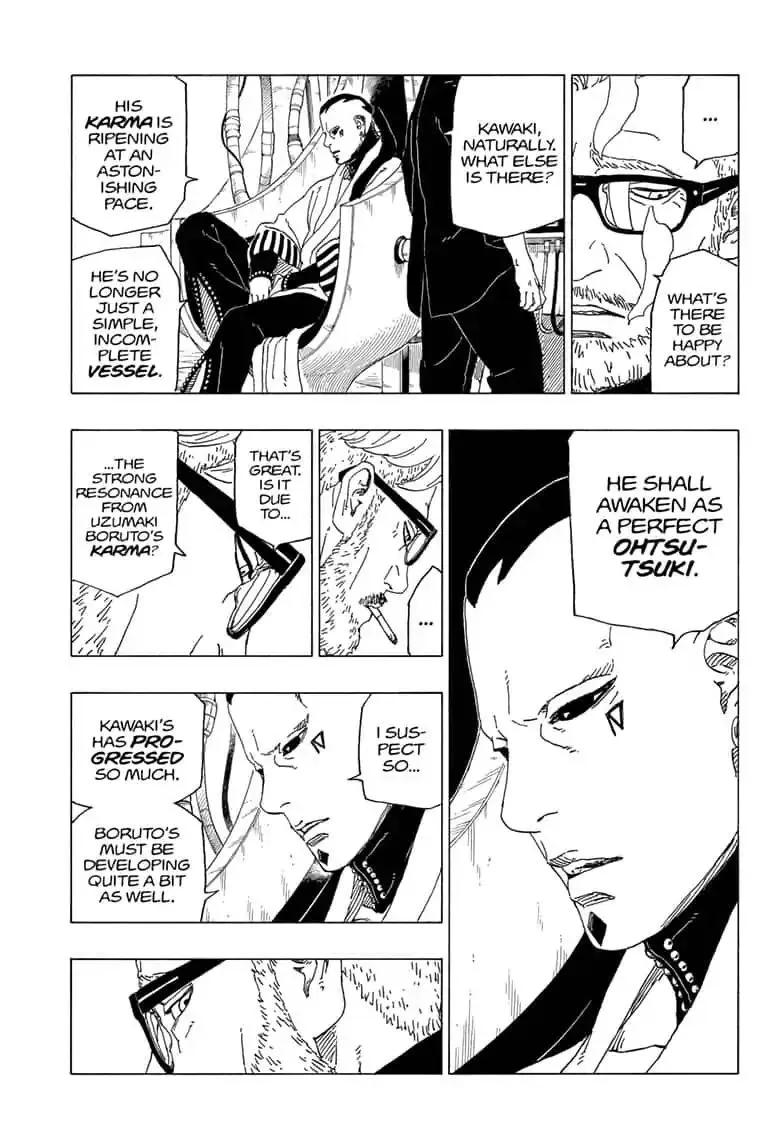 ...
WHAT'S
THERE
TO BE
HAPPY
ABOUT?
KAWAKI,
NATURALLY.
WHAT ELSE
IS THERE?
HIS
KARMA IS
RIPENING
AT AN
ASTON-
ISHING
PACE.
HE'S NO
LONGER
JUST A
SIMPLE,
INCOM-
PLETE
VESSEL.
HE SHALL
AWAKEN AS
A PERFECT
OHTSU-
TSUKI.
...
THAT'S
GREAT.
IS IT
DUE
TO...
...THE
STRONG
RESONANCE
FROM
UZUMAKI
BORUTO'S
KARMA?
I SUS-
PECT
SO...
KAWAKI'S
HAS PRO-
GRESSED
SO MUCH.
BORUTO'S
MUST BE
DEVELOPING
QUITE A BIT
AS WELL.